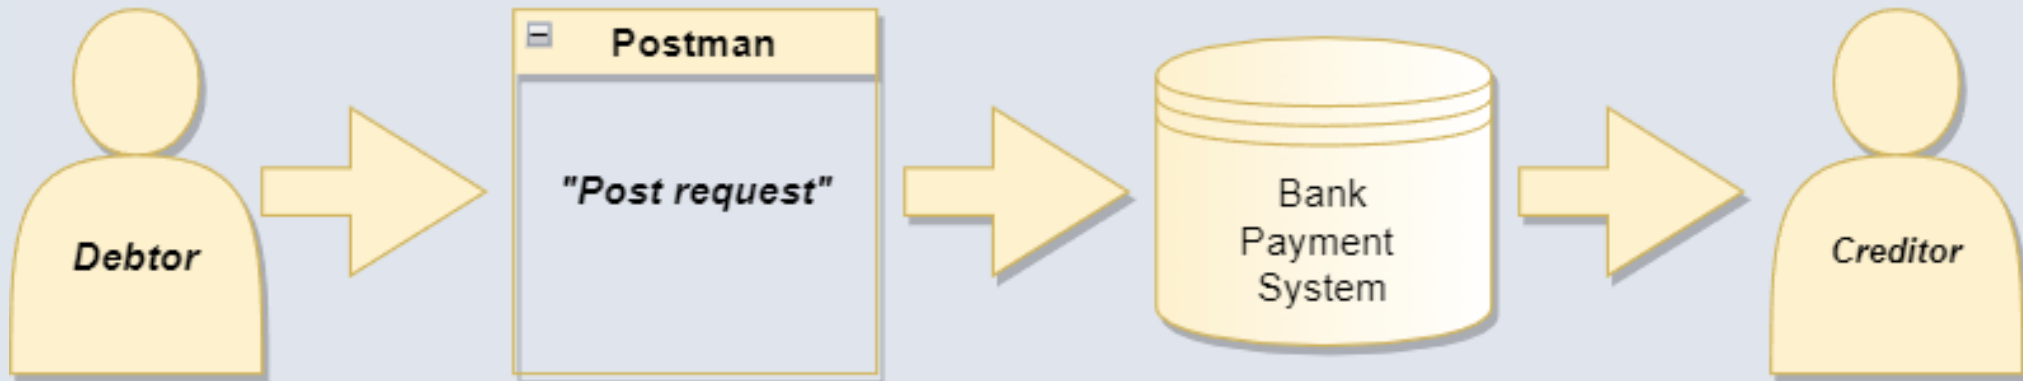 Debtor
Postman
"Post request"
Bank
Payment
System
Creditor